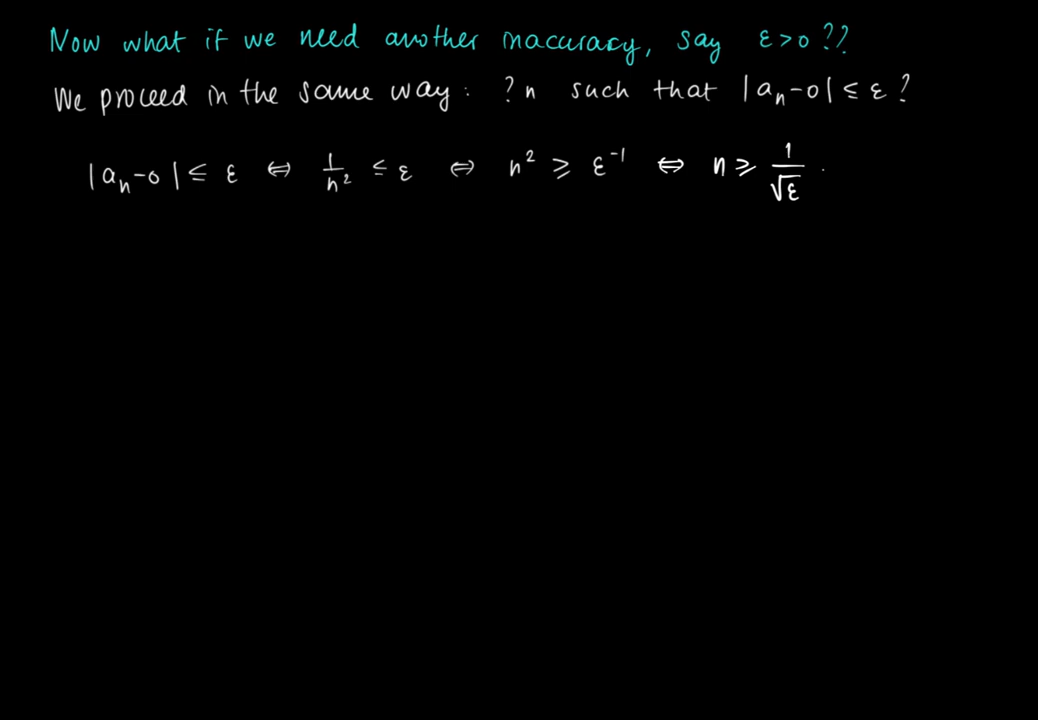 Now what if we need another inaccuracy, say ε>0??
We proceed in the same way: ?n such that |aₙ-0| ≤ ε?
|aₙ-0| ≤ ε ⇔ 1/n² ≤ ε ⇔ n² ≥ ε⁻¹ ⇔ n ≥ 1/√ε.